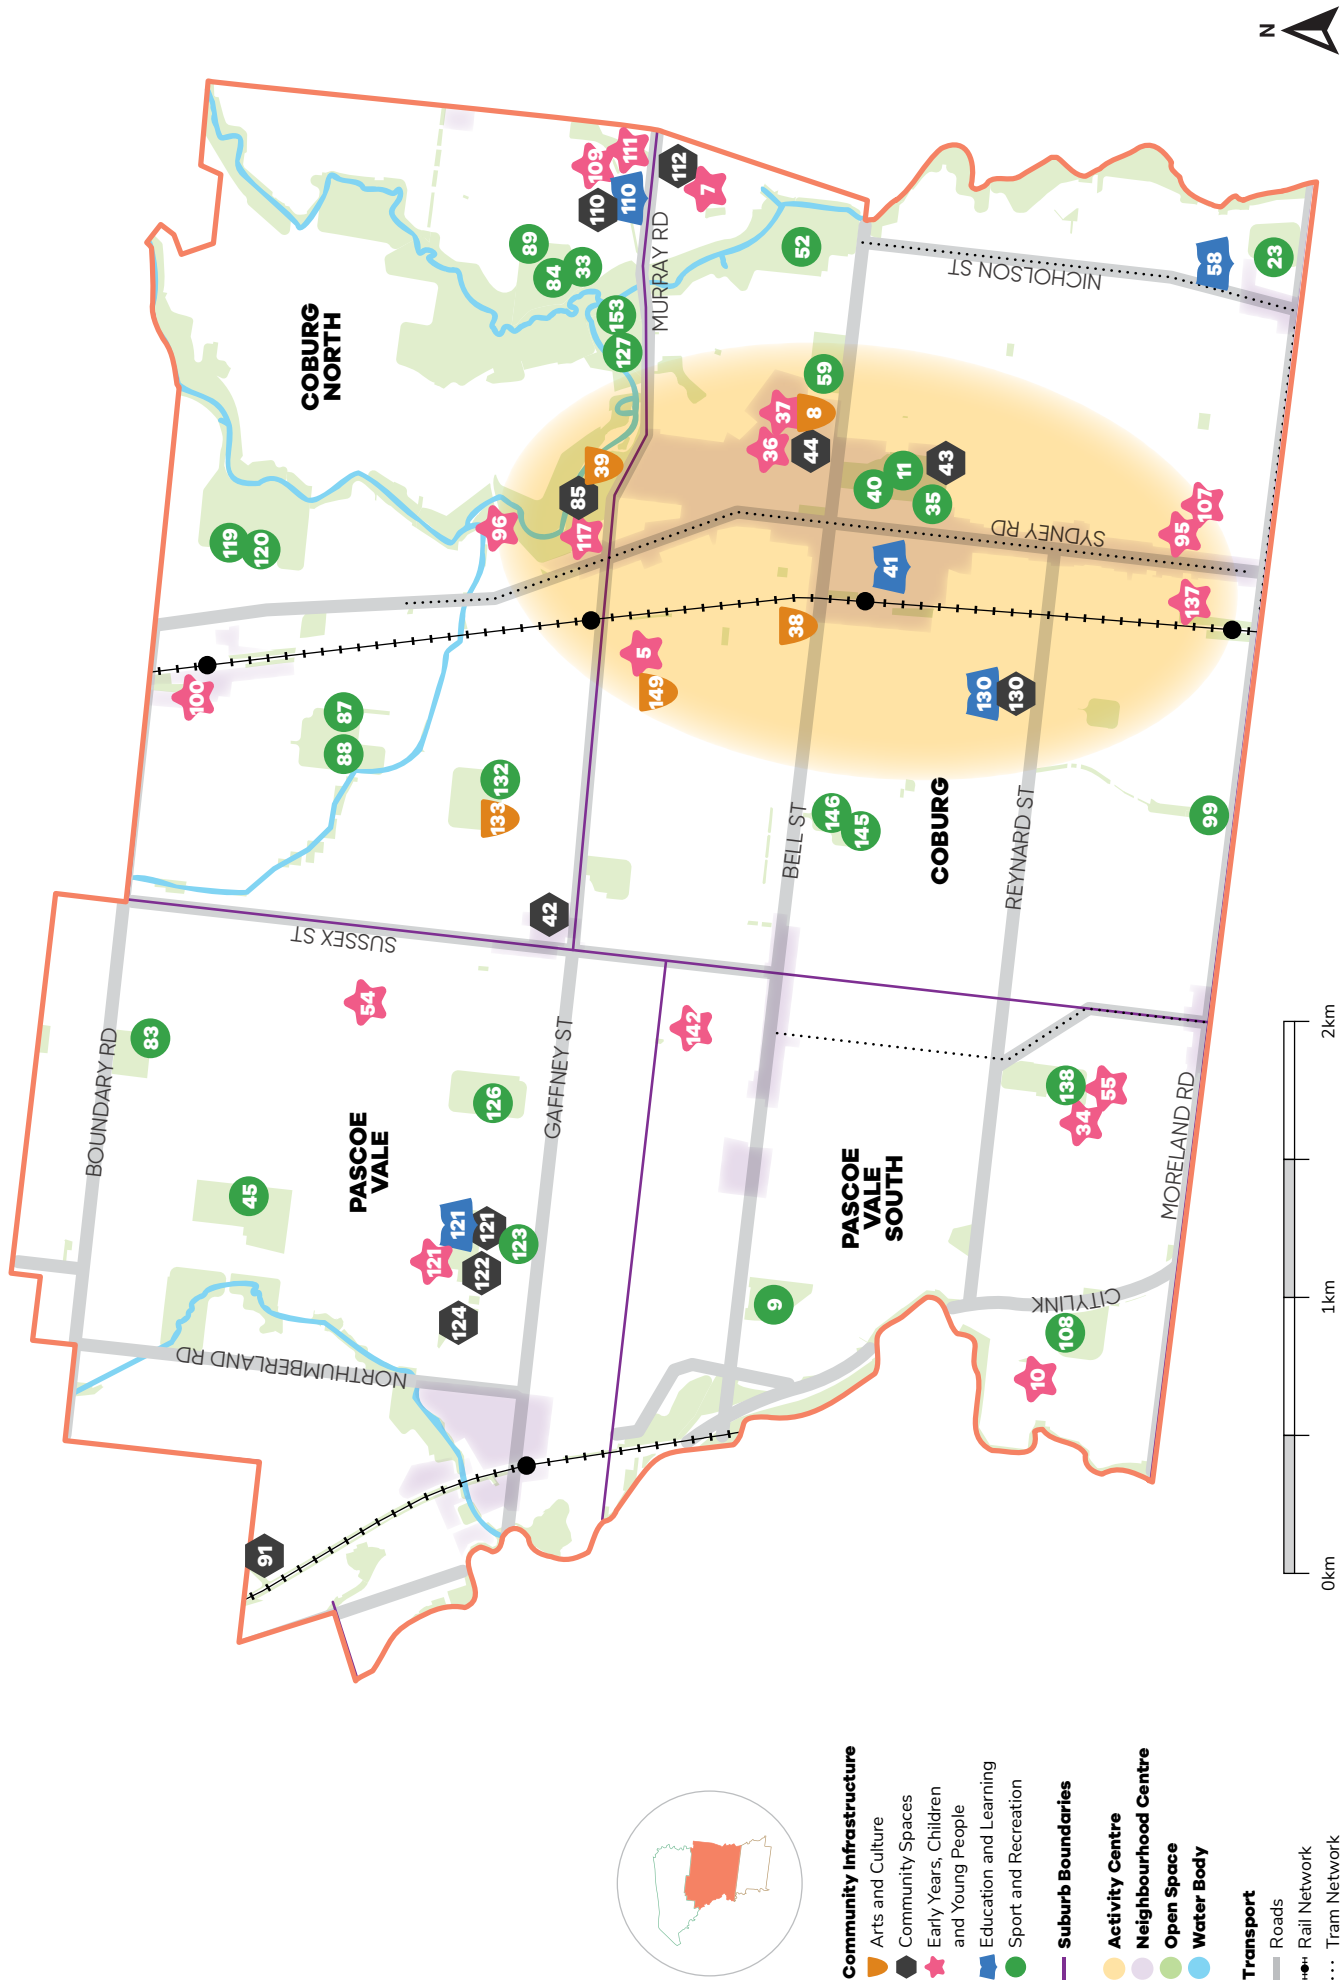 N
COBURG
NORTH
COBURG
PASCOE
VALE
PASCOE
VALE
SOUTH
BOUNDARY RD
SUSSEX ST
GAFFNEY ST
NORTHUMBERLAND RD
MURRAY RD
NICHOLSON ST
SYDNEY RD
BELL ST
REYNARD ST
MORELAND RD
CITYLINK
91
124
122
121
121
121
123
45
83
126
54
42
142
9
10
108
34
55
138
133
132
88
87
100
119
120
96
117
85
39
127
153
33
84
89
110
110
109
111
112
7
52
59
37
8
36
44
40
11
35
43
41
38
5
149
130
130
146
145
99
137
95
107
58
23
0km
1km
2km
Community Infrastructure
Arts and Culture
Community Spaces
Early Years, Children
and Young People
Education and Learning
Sport and Recreation
Suburb Boundaries
Activity Centre
Neighbourhood Centre
Open Space
Water Body
Transport
Roads
Rail Network
Tram Network